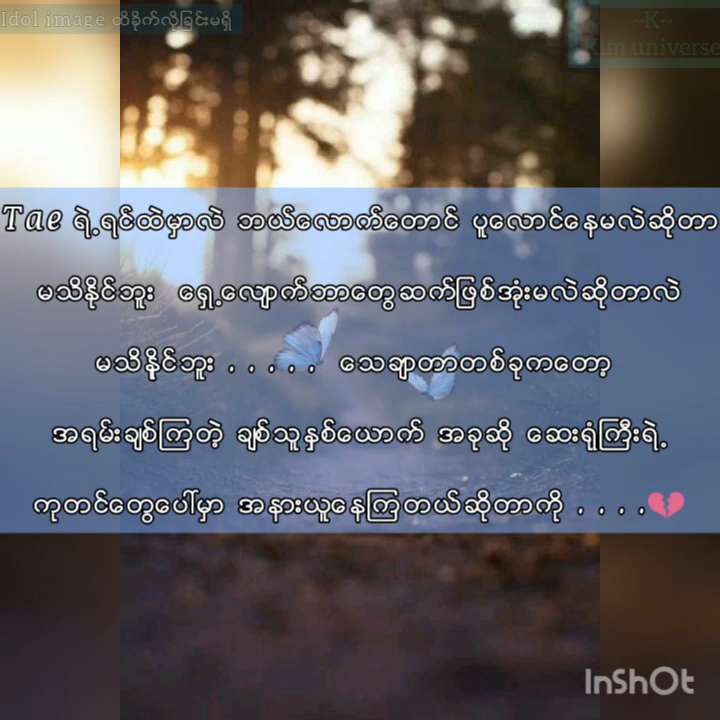 Idol image ထိခိုက်လိုခြင်းမရှိ
~K~
Kim universe
Tae ရဲ့ရင်ထဲမှာလဲ ဘယ်လောက်တောင် ပူလောင်နေမလဲဆိုတာ
မသိနိုင်ဘူး ရှေ့လျှောက်ဘာတွေဆက်ဖြစ်အုံးမလဲဆိုတာလဲ
မသိနိုင်ဘူး . . . . . သေချာတာတစ်ခုကတော့
အရမ်းချစ်ကြတဲ့ ချစ်သူနှစ်ယောက် အခုဆို ဆေးရုံကြီးရဲ့
ကုတင်တွေပေါ်မှာ အနားယူနေကြတယ်ဆိုတာကို . . . .💔
InShOt